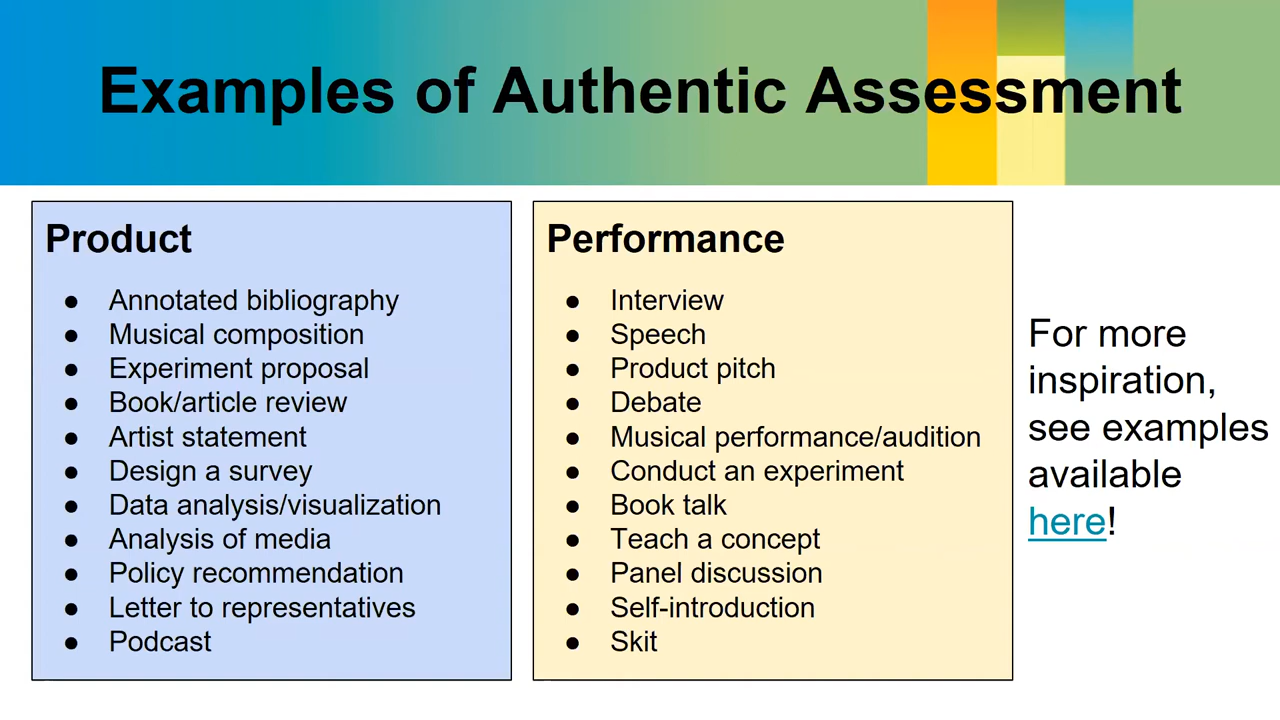 Examples of Authentic Assessment
Product
● Annotated bibliography
● Musical composition
● Experiment proposal
● Book/article review
● Artist statement
● Design a survey
● Data analysis/visualization
● Analysis of media
● Policy recommendation
● Letter to representatives
● Podcast
Performance
● Interview
● Speech
● Product pitch
● Debate
● Musical performance/audition
● Conduct an experiment
● Book talk
● Teach a concept
● Panel discussion
● Self-introduction
● Skit
For more
inspiration,
see examples
available
here!